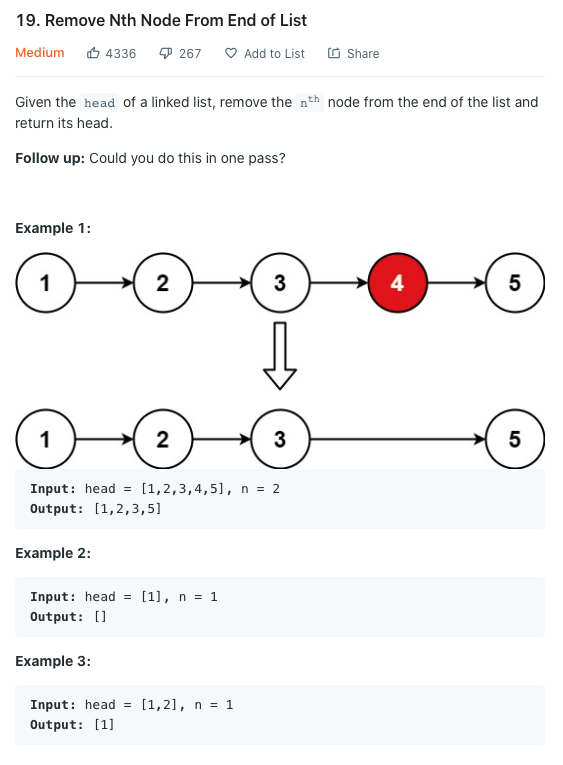 19. Remove Nth Node From End of List
Medium 4336 267 Add to List Share
Given the head of a linked list, remove the nth node from the end of the list and
return its head.
Follow up: Could you do this in one pass?
Example 1:
1 2 3 4 5
1 2 3 5
Input: head = [1,2,3,4,5], n = 2
Output: [1,2,3,5]
Example 2:
Input: head = [1], n = 1
Output: []
Example 3:
Input: head = [1,2], n = 1
Output: [1]